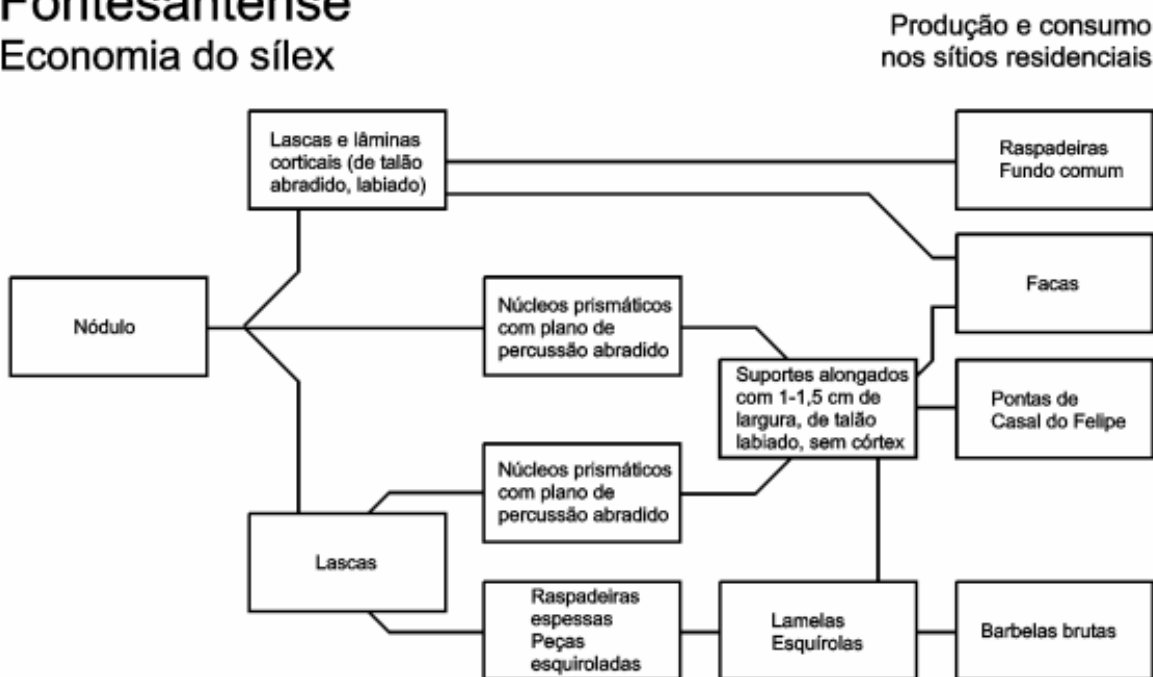 Fontesantense
Economia do sílex
Produção e consumo
nos sítios residenciais
Lascas e lâminas
corticais (de talão
abradido, labiado)
Raspadeiras
Fundo comum
Facas
Nódulo
Núcleos prismáticos
com plano de
percussão abradido
Suportes alongados
com 1-1,5 cm de
largura, de talão
labiado, sem córtex
Pontas de
Casal do Felipe
Núcleos prismáticos
com plano de
percussão abradido
Lascas
Raspadeiras
espessas
Peças
esquiroladas
Lamelas
Esquírolas
Barbelas brutas